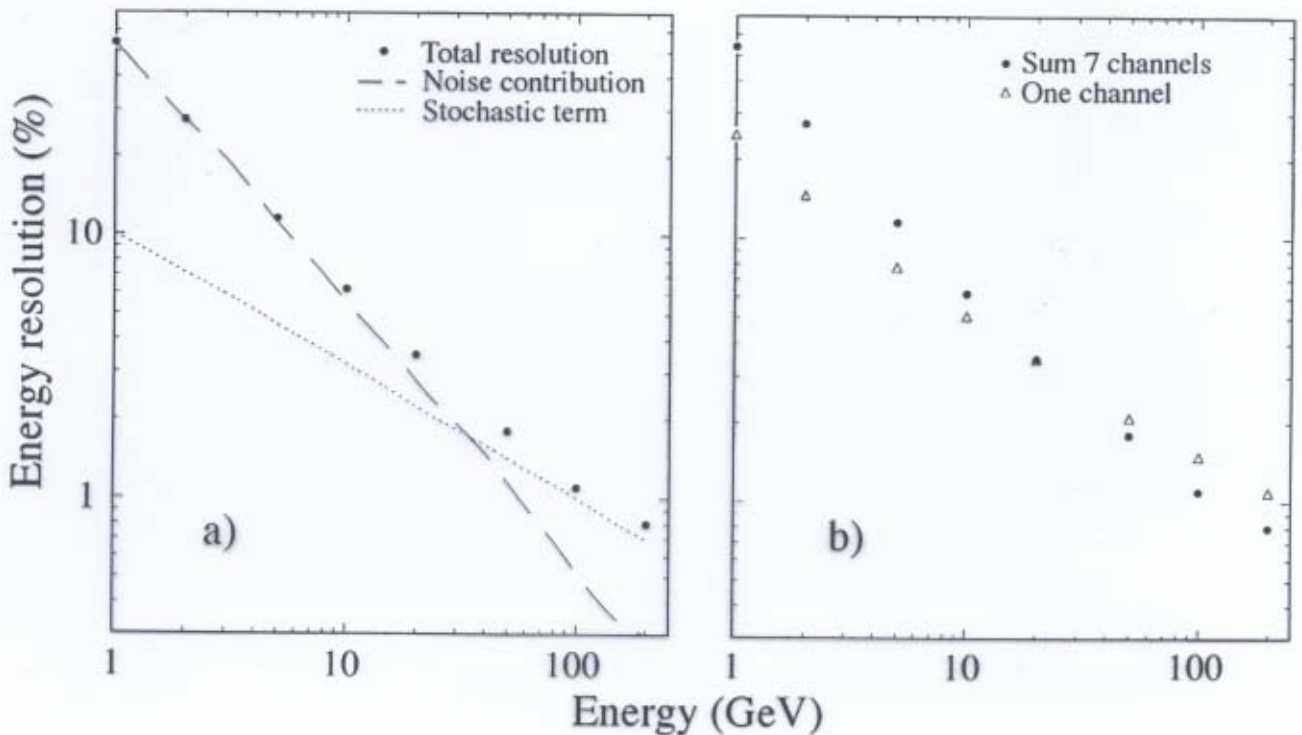 Energy resolution (%)
10
1
Total resolution
Noise contribution
Stochastic term
a)
1
10
100
Sum 7 channels
One channel
b)
1
10
100
Energy (GeV)